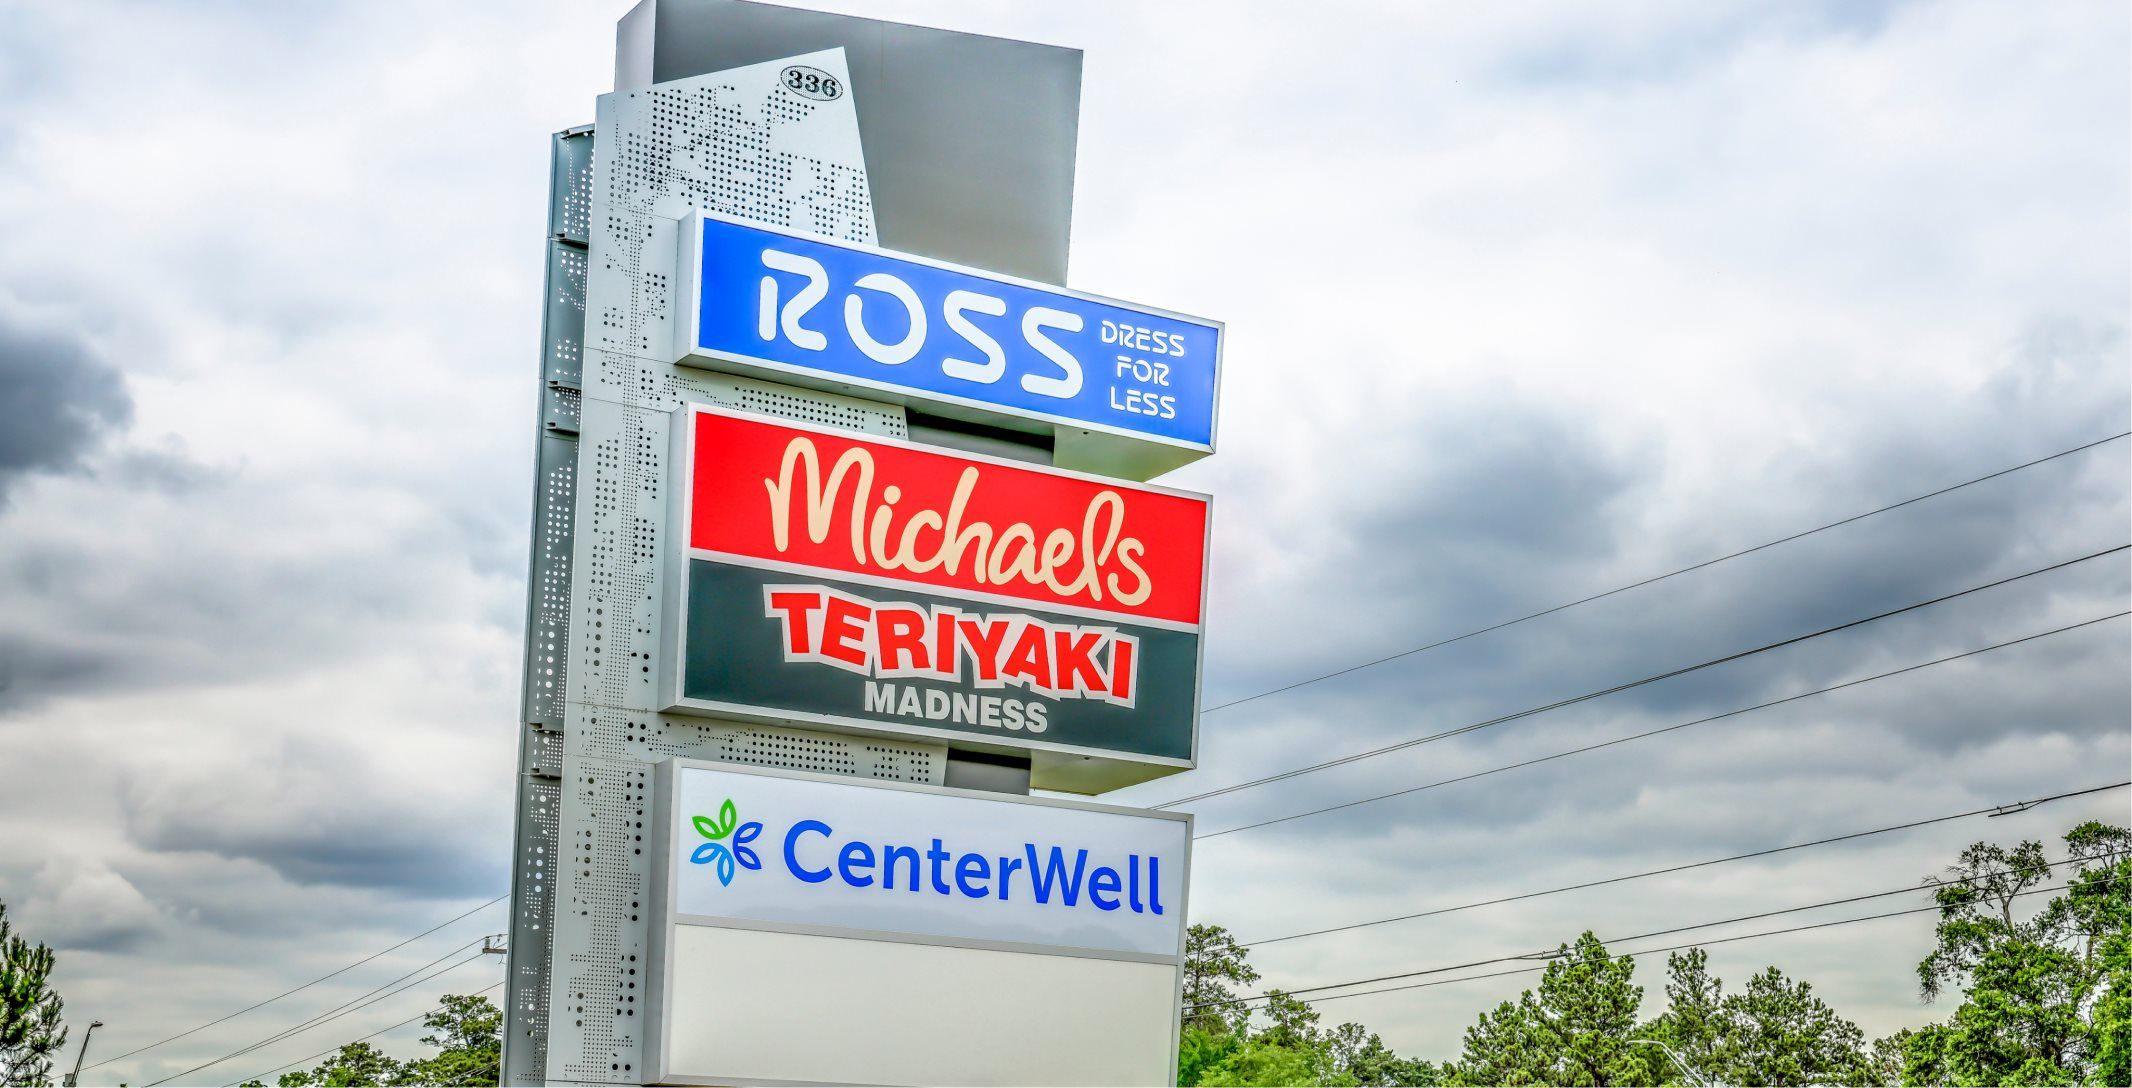 336
ROSS
DRESS
FOR
LESS
Michaels
TERIYAKI
MADNESS
CenterWell